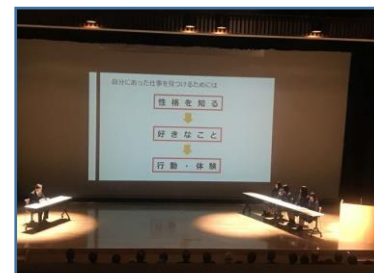 自分にあった仕事を見つけるためには
性格を知る
好きなこと
行動・体験